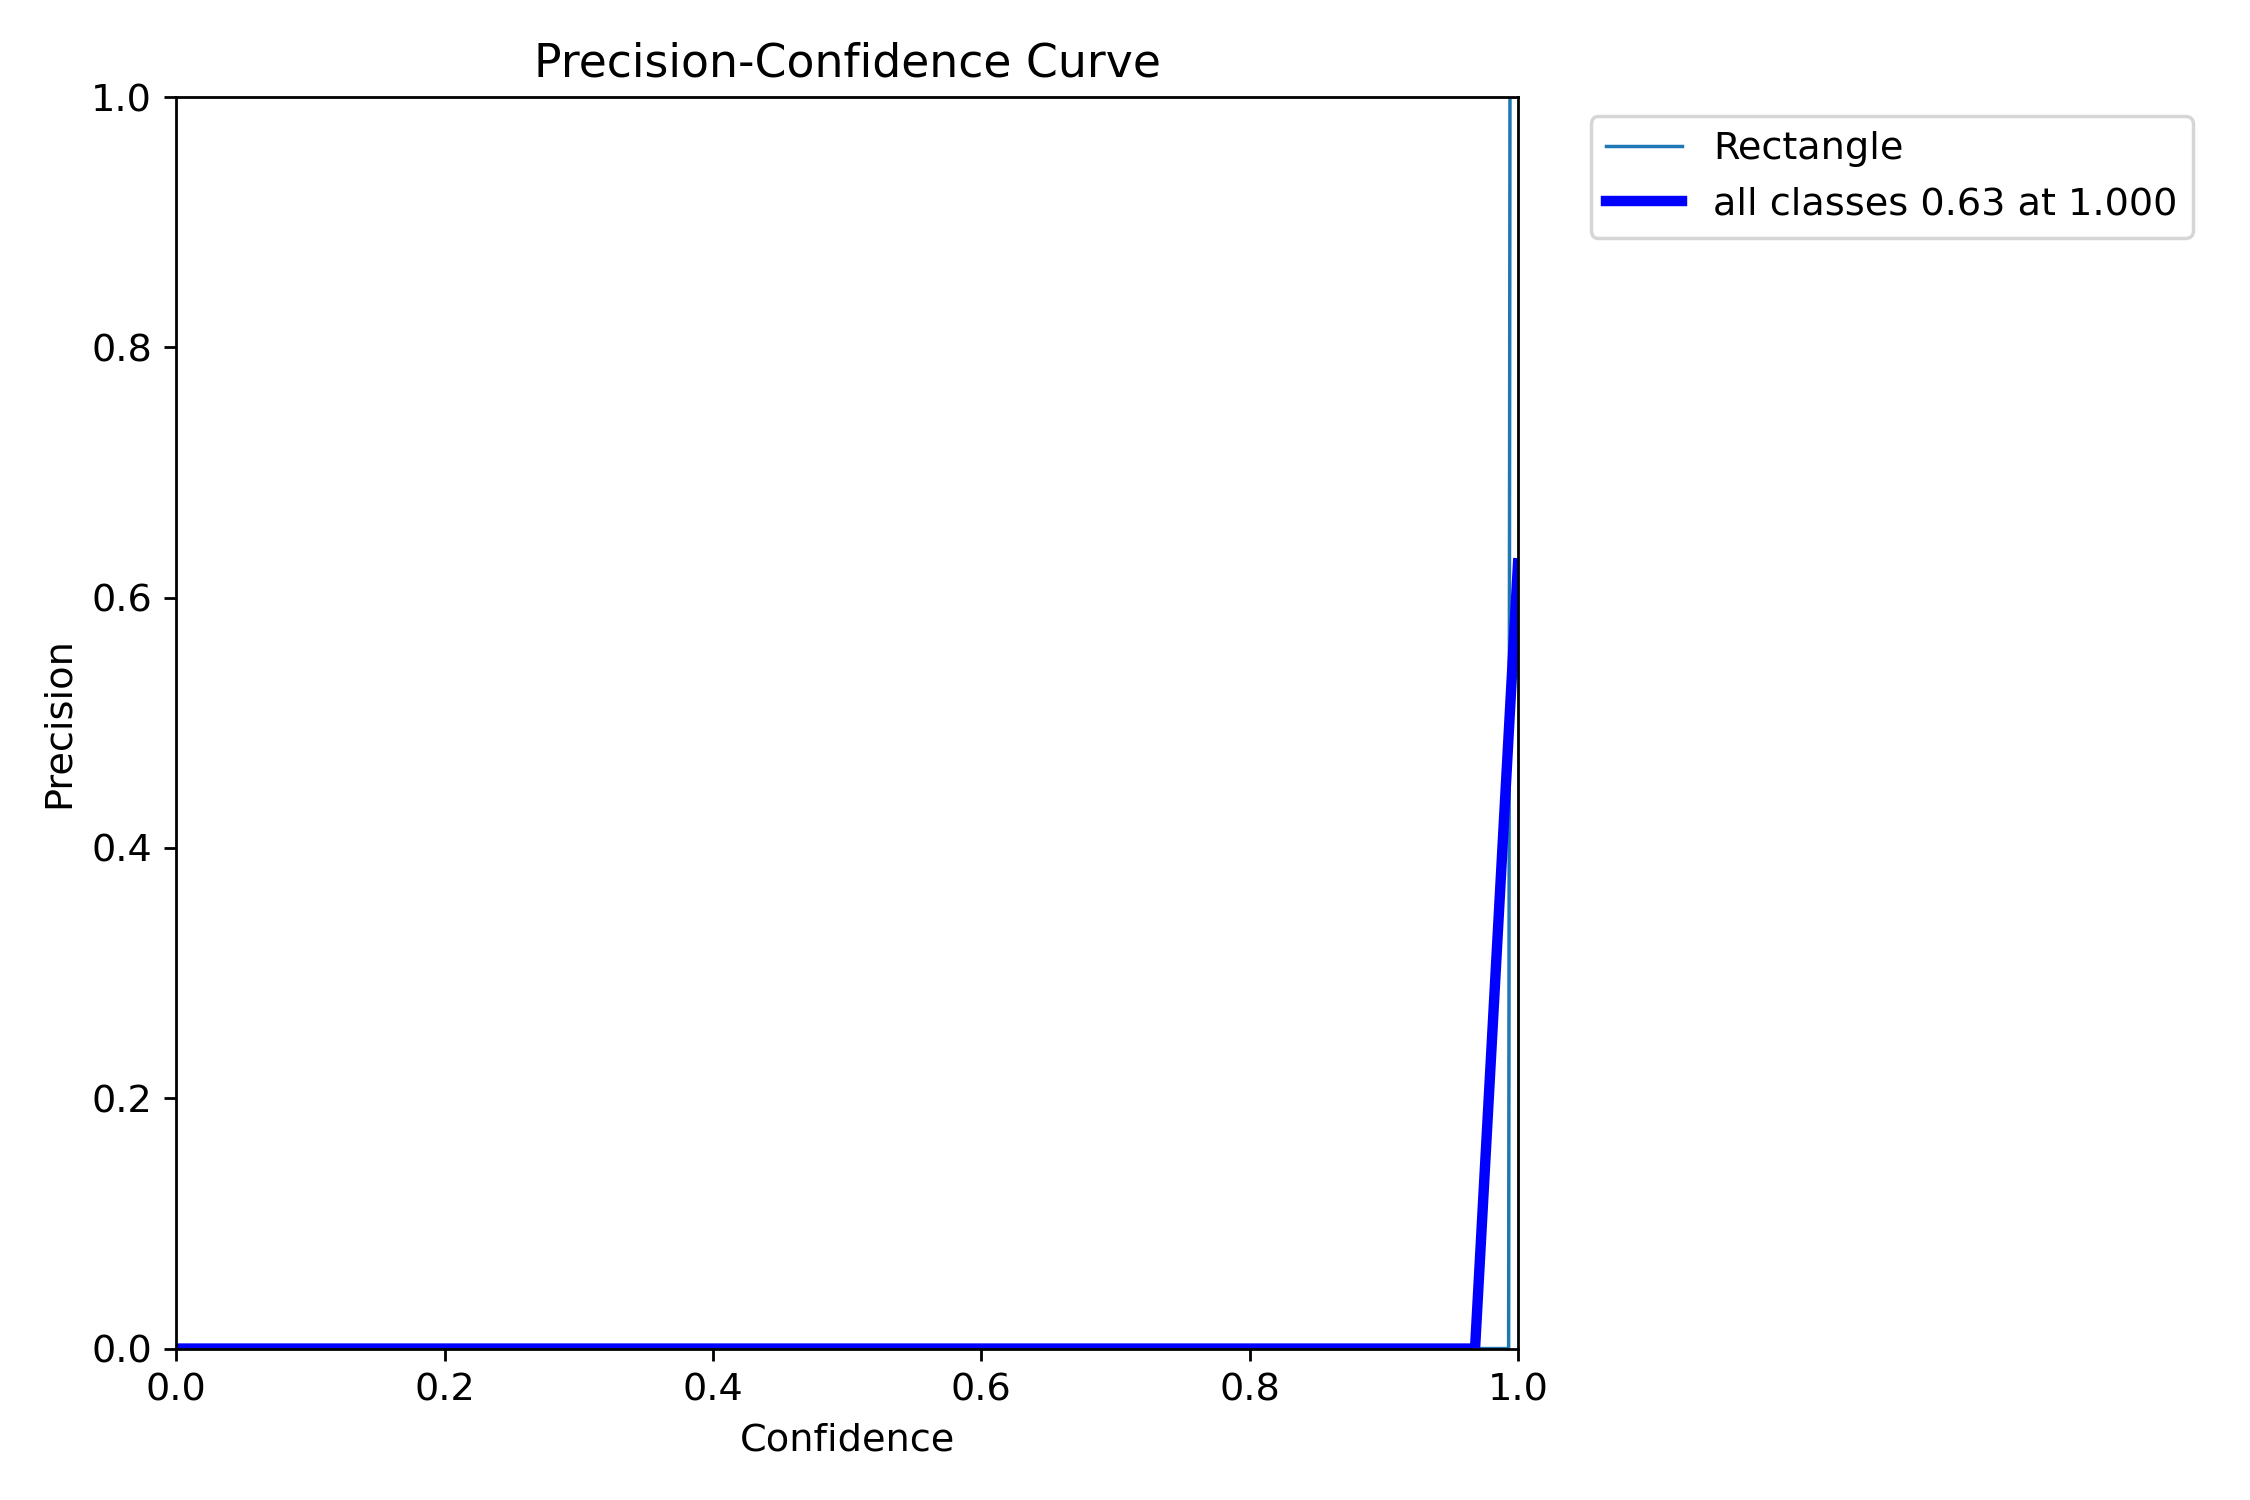 Precision-Confidence Curve
1.0
0.8
0.6
0.4
0.2
0.0
Precision
0.0 0.2 0.4 0.6 0.8 1.0
Confidence
Rectangle
all classes 0.63 at 1.000